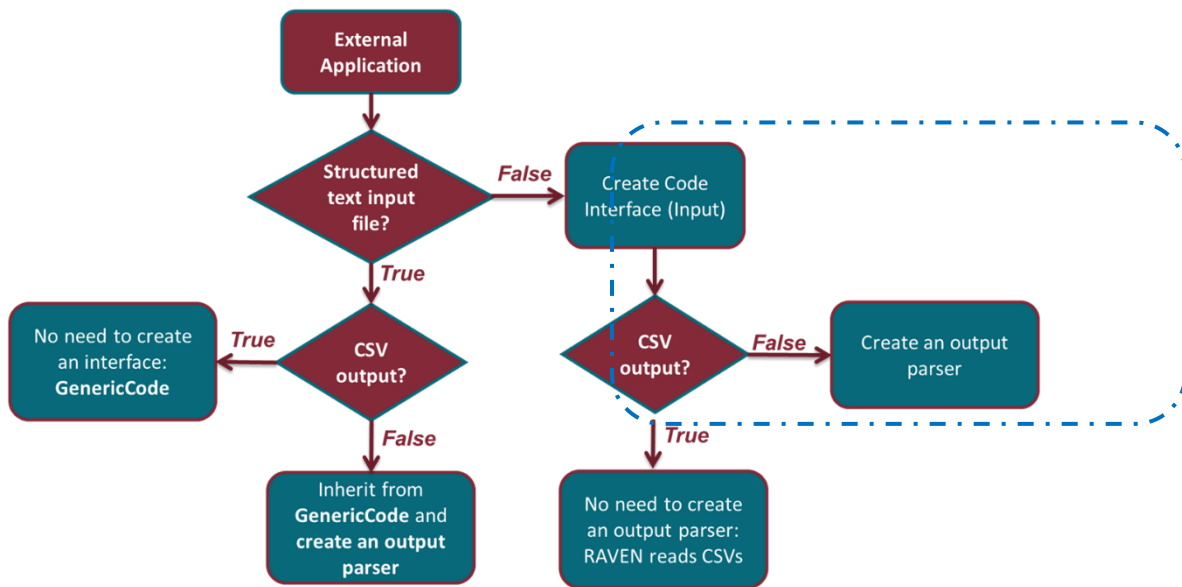 External
Application
Structured
text input
file?
False
Create Code
Interface (Input)
True
No need to create
an interface:
GenericCode
True
CSV
output?
CSV
output?
False
Create an output
parser
False
True
Inherit from
GenericCode and
create an output
parser
No need to create
an output parser:
RAVEN reads CSVs